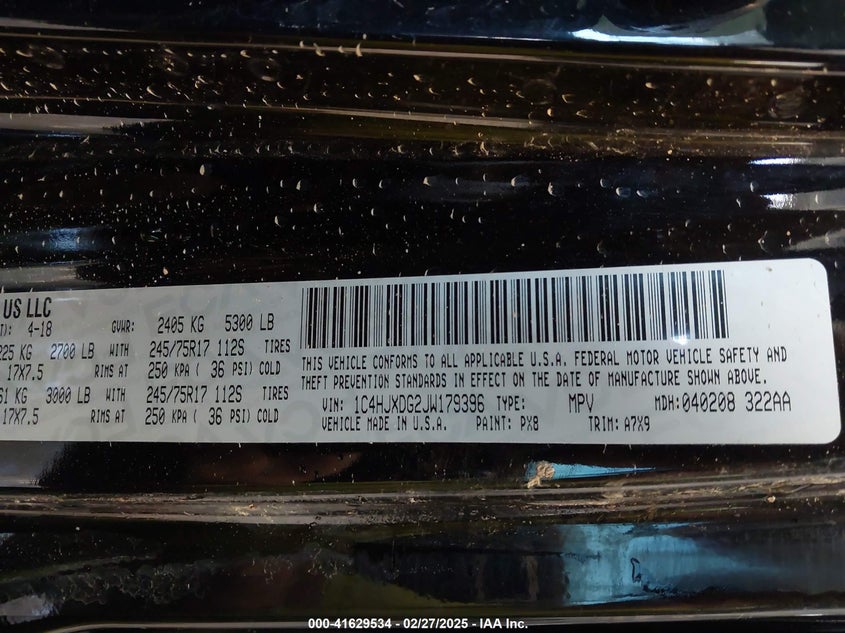 US LLC
T): 4-18 GVWR: 2405 KG 5300 LB
225 KG 2700 LB WITH 245/75R17 112S TIRES
17X7.5 RIMS AT 250 KPA ( 36 PSI) COLD
61 KG 3000 LB WITH 245/75R17 112S TIRES
17X7.5 RIMS AT 250 KPA ( 36 PSI) COLD
THIS VEHICLE CONFORMS TO ALL APPLICABLE U.S.A. FEDERAL MOTOR VEHICLE SAFETY AND
THEFT PREVENTION STANDARDS IN EFFECT ON THE DATE OF MANUFACTURE SHOWN ABOVE.
VIN: 1C4HJXDG2JW179396 TYPE: MPV MDH:040208 322AA
VEHICLE MADE IN U.S.A. PAINT: PX8 TRIM: A7X9
000-41629534 - 02/27/2025 - IAA Inc.